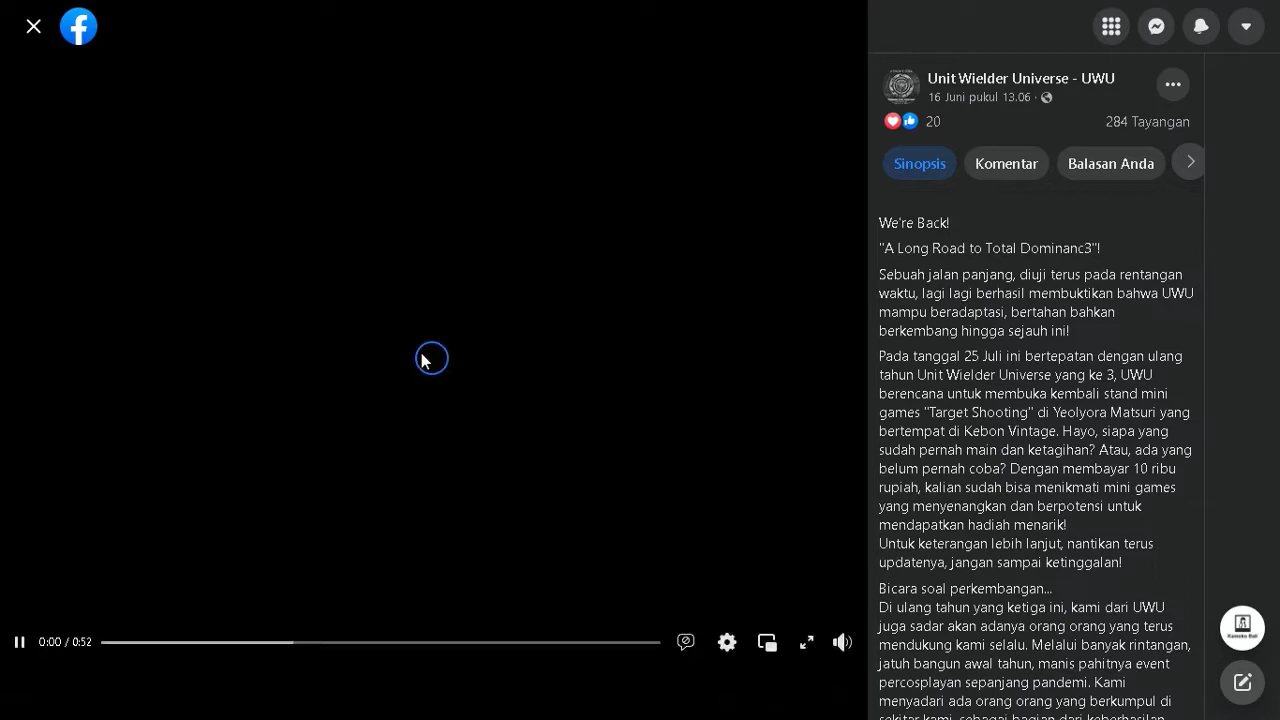 Unit Wielder Universe - UWU
16 Juni pukul 13.06 ·
20
284 Tayangan
Sinopsis
Komentar
Balasan Anda
We're Back!
"A Long Road to Total Dominanc3"!
Sebuah jalan panjang, diuji terus pada rentangan
waktu, lagi lagi berhasil membuktikan bahwa UWU
mampu beradaptasi, bertahan bahkan
berkembang hingga sejauh ini!
Pada tanggal 25 Juli ini bertepatan dengan ulang
tahun Unit Wielder Universe yang ke 3, UWU
berencana untuk membuka kembali stand mini
games "Target Shooting" di Yeolyora Matsuri yang
bertempat di Kebon Vintage. Hayo, siapa yang
sudah pernah main dan ketagihan? Atau, ada yang
belum pernah coba? Dengan membayar 10 ribu
rupiah, kalian sudah bisa menikmati mini games
yang menyenangkan dan berpotensi untuk
mendapatkan hadiah menarik!
Untuk keterangan lebih lanjut, nantikan terus
updatenya, jangan sampai ketinggalan!
Bicara soal perkembangan...
Di ulang tahun yang ketiga ini, kami dari UWU
juga sadar akan adanya orang orang yang terus
mendukung kami selalu. Melalui banyak rintangan,
jatuh bangun awal tahun, manis pahitnya event
percosplayan sepanjang pandemi. Kami
menyadari ada orang orang yang berkumpul di
sekitar kami, sebagai bagian dari keberhasilan
0:00 / 0:52
Kameko Bali